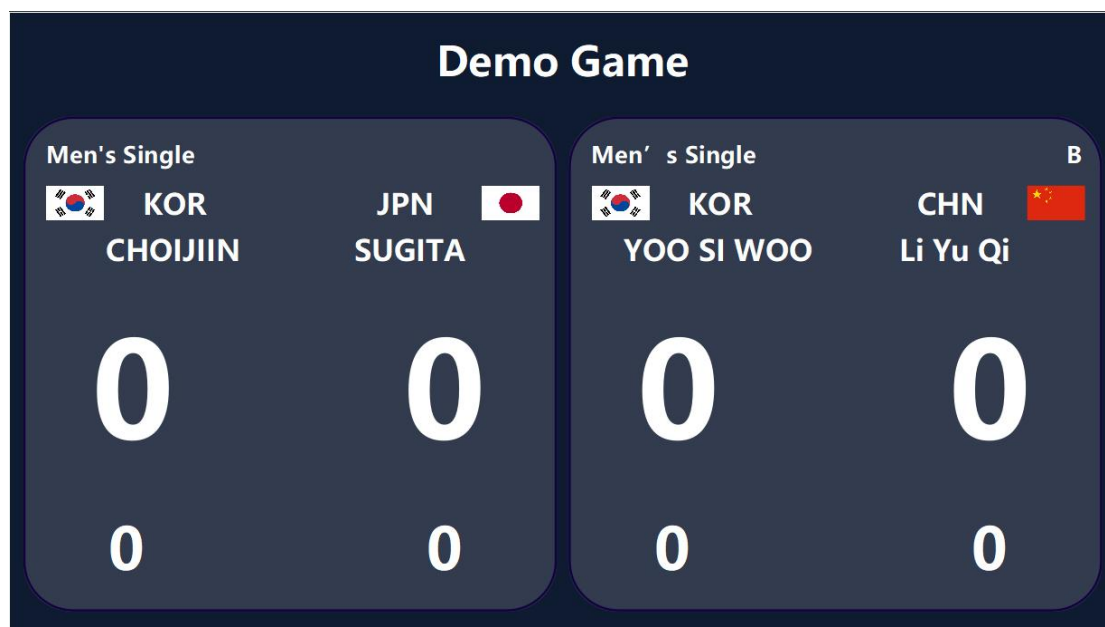 Demo Game
Men's Single
KOR JPN
CHOIJIIN SUGITA
0 0
0 0
Men’s Single B
KOR CHN
YOO SI WOO Li Yu Qi
0 0
0 0